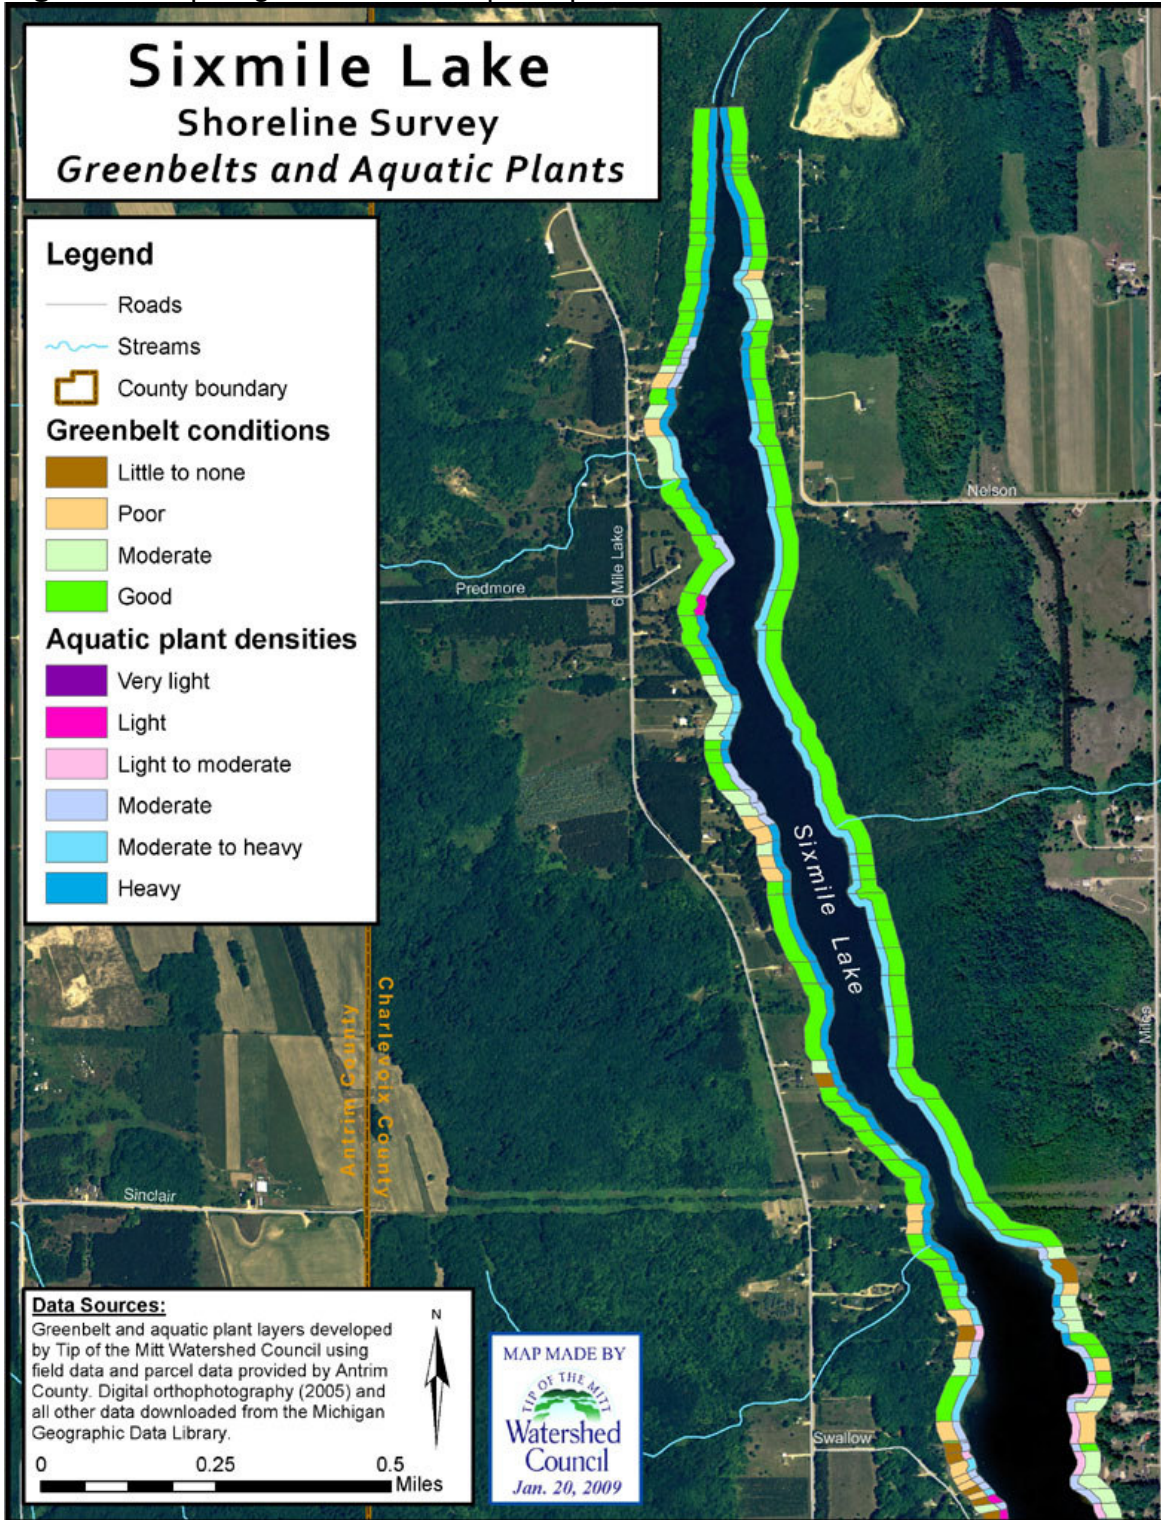 Sixmile Lake
Shoreline Survey
Greenbelts and Aquatic Plants
Legend
Roads
Streams
County boundary
Greenbelt conditions
Little to none
Poor
Moderate
Good
Aquatic plant densities
Very light
Light
Light to moderate
Moderate
Moderate to heavy
Heavy
Nelson
6 Mile Lake
Predmore
Sixmile Lake
Miles
Antrim County
Charlevoix County
Sinclair
Swallow
Data Sources:
Greenbelt and aquatic plant layers developed
by Tip of the Mitt Watershed Council using
field data and parcel data provided by Antrim
County. Digital orthophotography (2005) and
all other data downloaded from the Michigan
Geographic Data Library.
N
0 0.25 0.5
Miles
MAP MADE BY
TIP OF THE MITT
Watershed
Council
Jan. 20, 2009